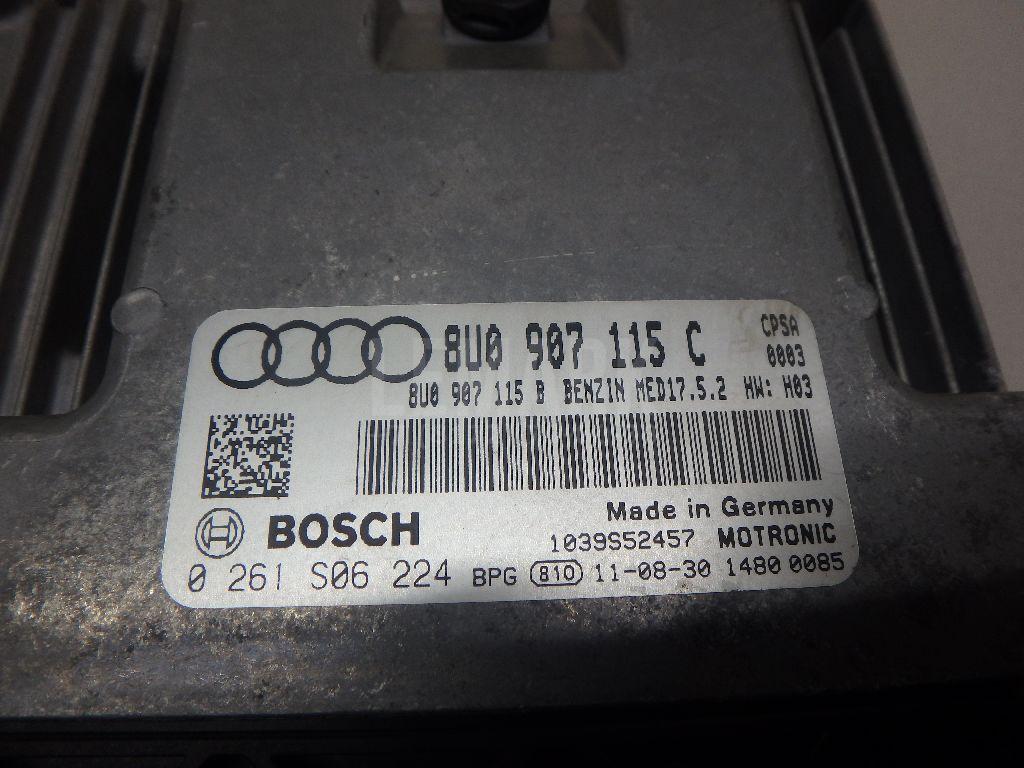 8U0 907 115 C CPSA
0003
8U0 907 115 B BENZIN MED17.5.2 HW: H03
Made in Germany
BOSCH 1039S52457 MOTRONIC
0 261 S06 224 BPG 810 11-08-30 1480 0085